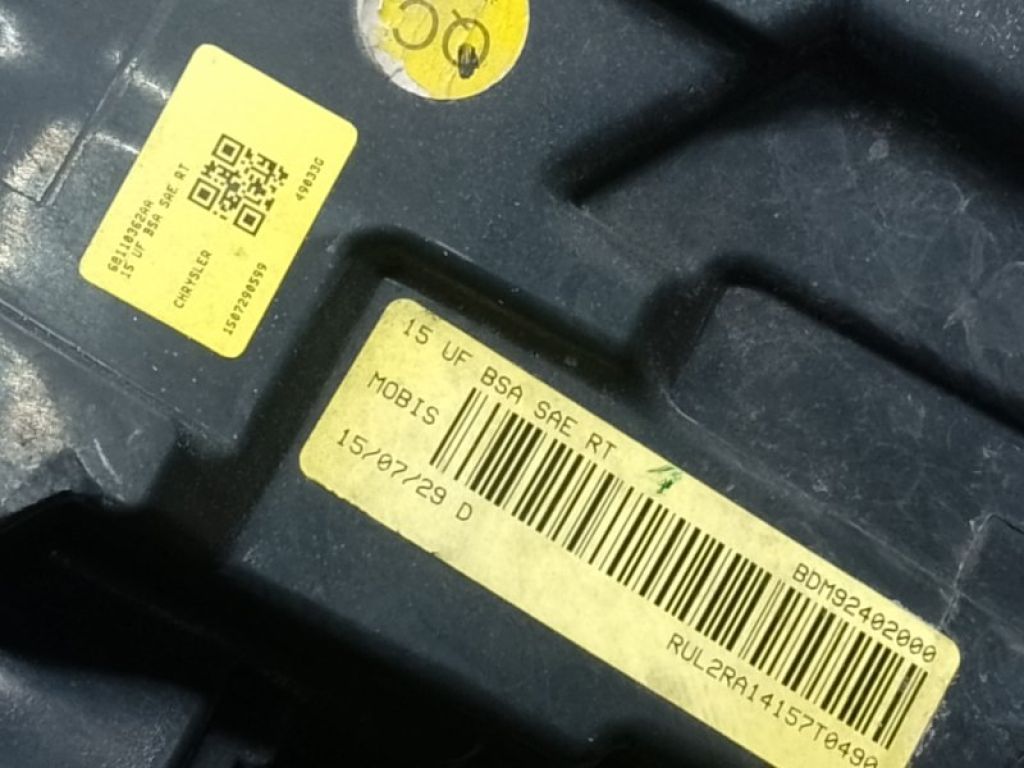 QC
68110362AA
15 UF BSA SAE RT
49033G
CHRYSLER
1507290599
15 UF BSA SAE RT
MOBIS
15/07/29 D
BDM92402000
RUL2RA14157T0490